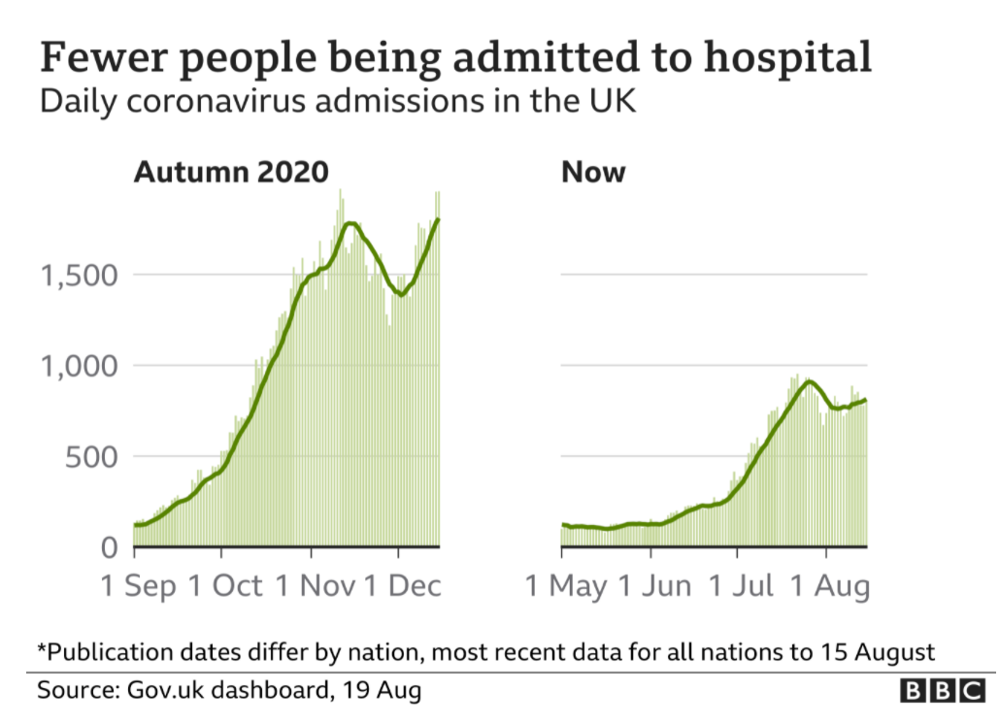 Fewer people being admitted to hospital
Daily coronavirus admissions in the UK
Autumn 2020
Now
1,500
1,000
500
0
1 Sep 1 Oct 1 Nov 1 Dec
1 May 1 Jun 1 Jul 1 Aug
*Publication dates differ by nation, most recent data for all nations to 15 August
Source: Gov.uk dashboard, 19 Aug
BBC